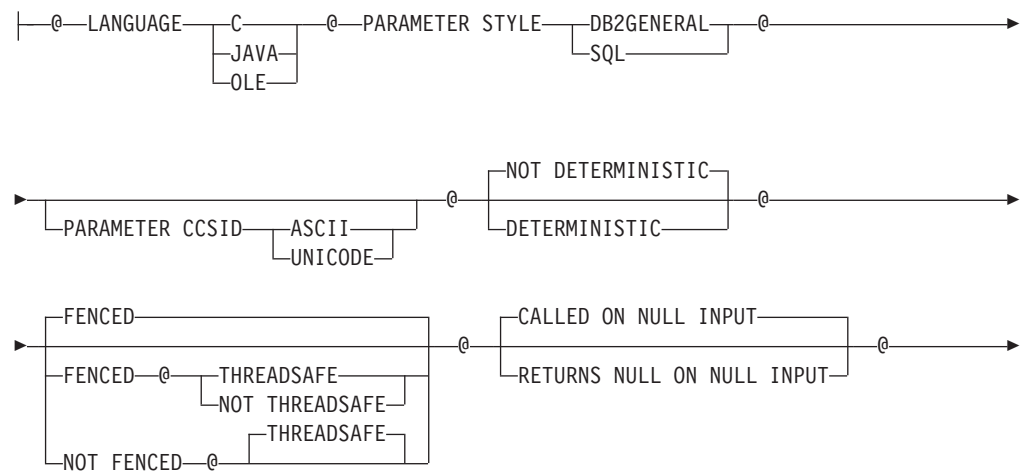 @ LANGUAGE C @ PARAMETER STYLE DB2GENERAL @
JAVA SQL
OLE
NOT DETERMINISTIC
@ @
PARAMETER CCSID ASCII DETERMINISTIC
UNICODE
FENCED CALLED ON NULL INPUT
@ @
FENCED @ THREADSAFE RETURNS NULL ON NULL INPUT
NOT THREADSAFE
THREADSAFE
NOT FENCED @